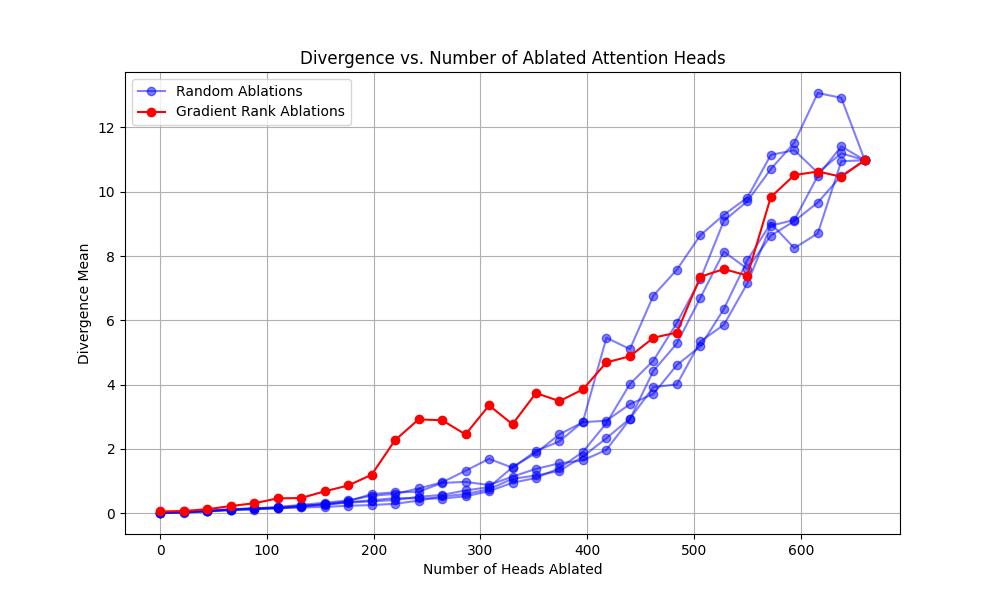 Divergence vs. Number of Ablated Attention Heads
Random Ablations
Gradient Rank Ablations
Divergence Mean
12
10
8
6
4
2
0
0 100 200 300 400 500 600
Number of Heads Ablated